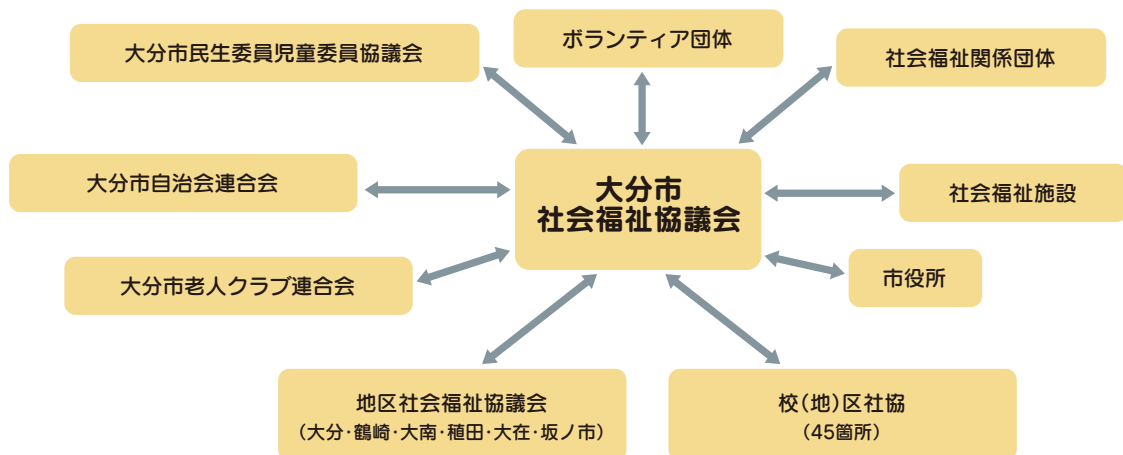 大分市民生委員児童委員協議会
ボランティア団体
社会福祉関係団体
大分市自治会連合会
大分市
社会福祉協議会
社会福祉施設
大分市老人クラブ連合会
市役所
地区社会福祉協議会
（大分・鶴崎・大南・稙田・大在・坂ノ市）
校（地）区社協
（45箇所）